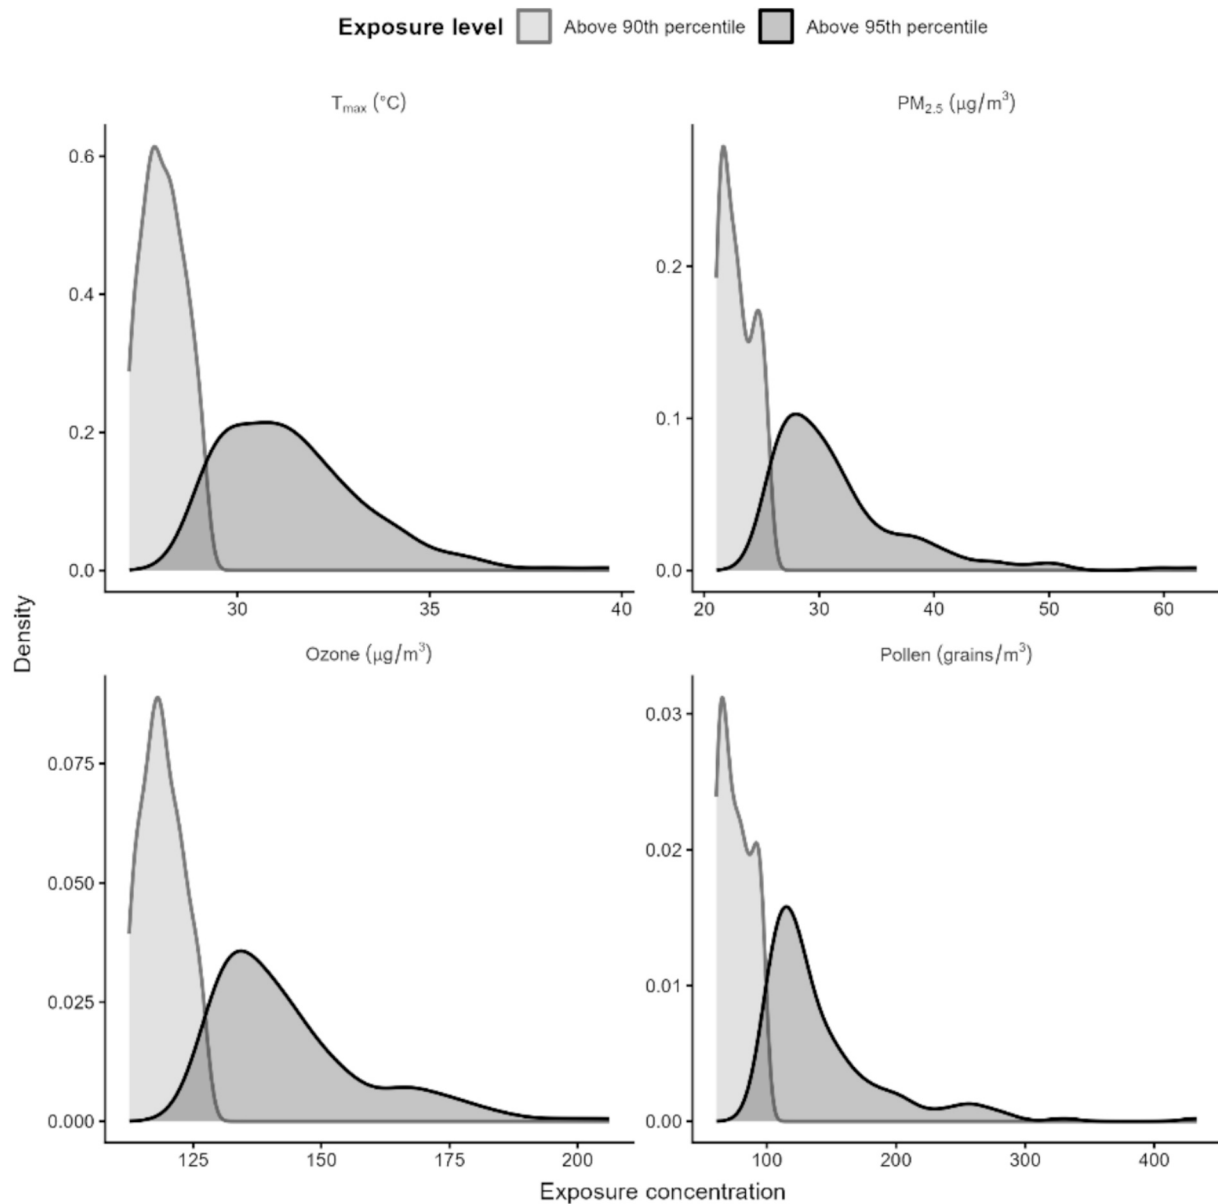 Exposure level Above 90th percentile Above 95th percentile
T_max (°C)
0.6
0.4
0.2
0.0
30 35 40
PM_2.5 (μg/m³)
0.2
0.1
0.0
20 30 40 50 60
Density
Ozone (μg/m³)
0.075
0.050
0.025
0.000
125 150 175 200
Pollen (grains/m³)
0.03
0.02
0.01
0.00
100 200 300 400
Exposure concentration